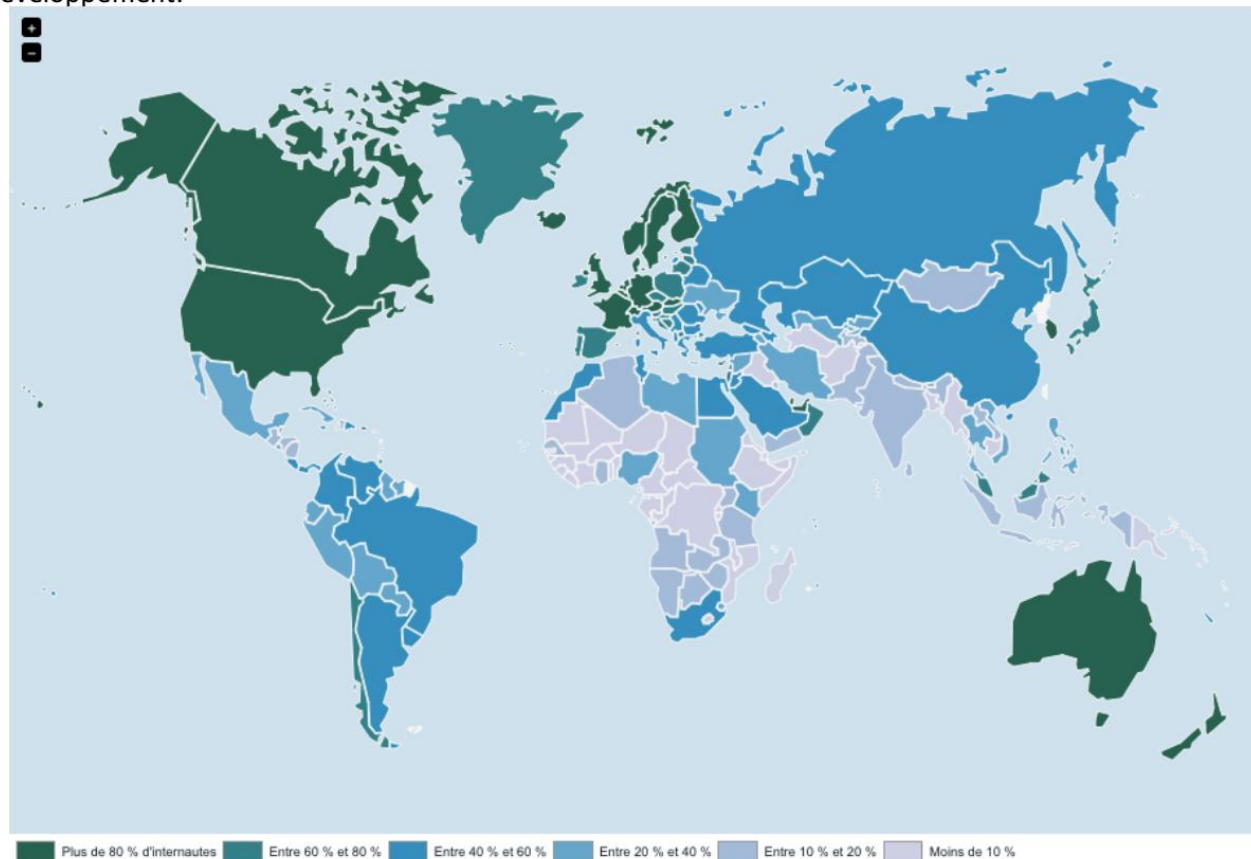 eveloppement.
+
−
Plus de 80 % d'internautes Entre 60 % et 80 % Entre 40 % et 60 % Entre 20 % et 40 % Entre 10 % et 20 % Moins de 10 %